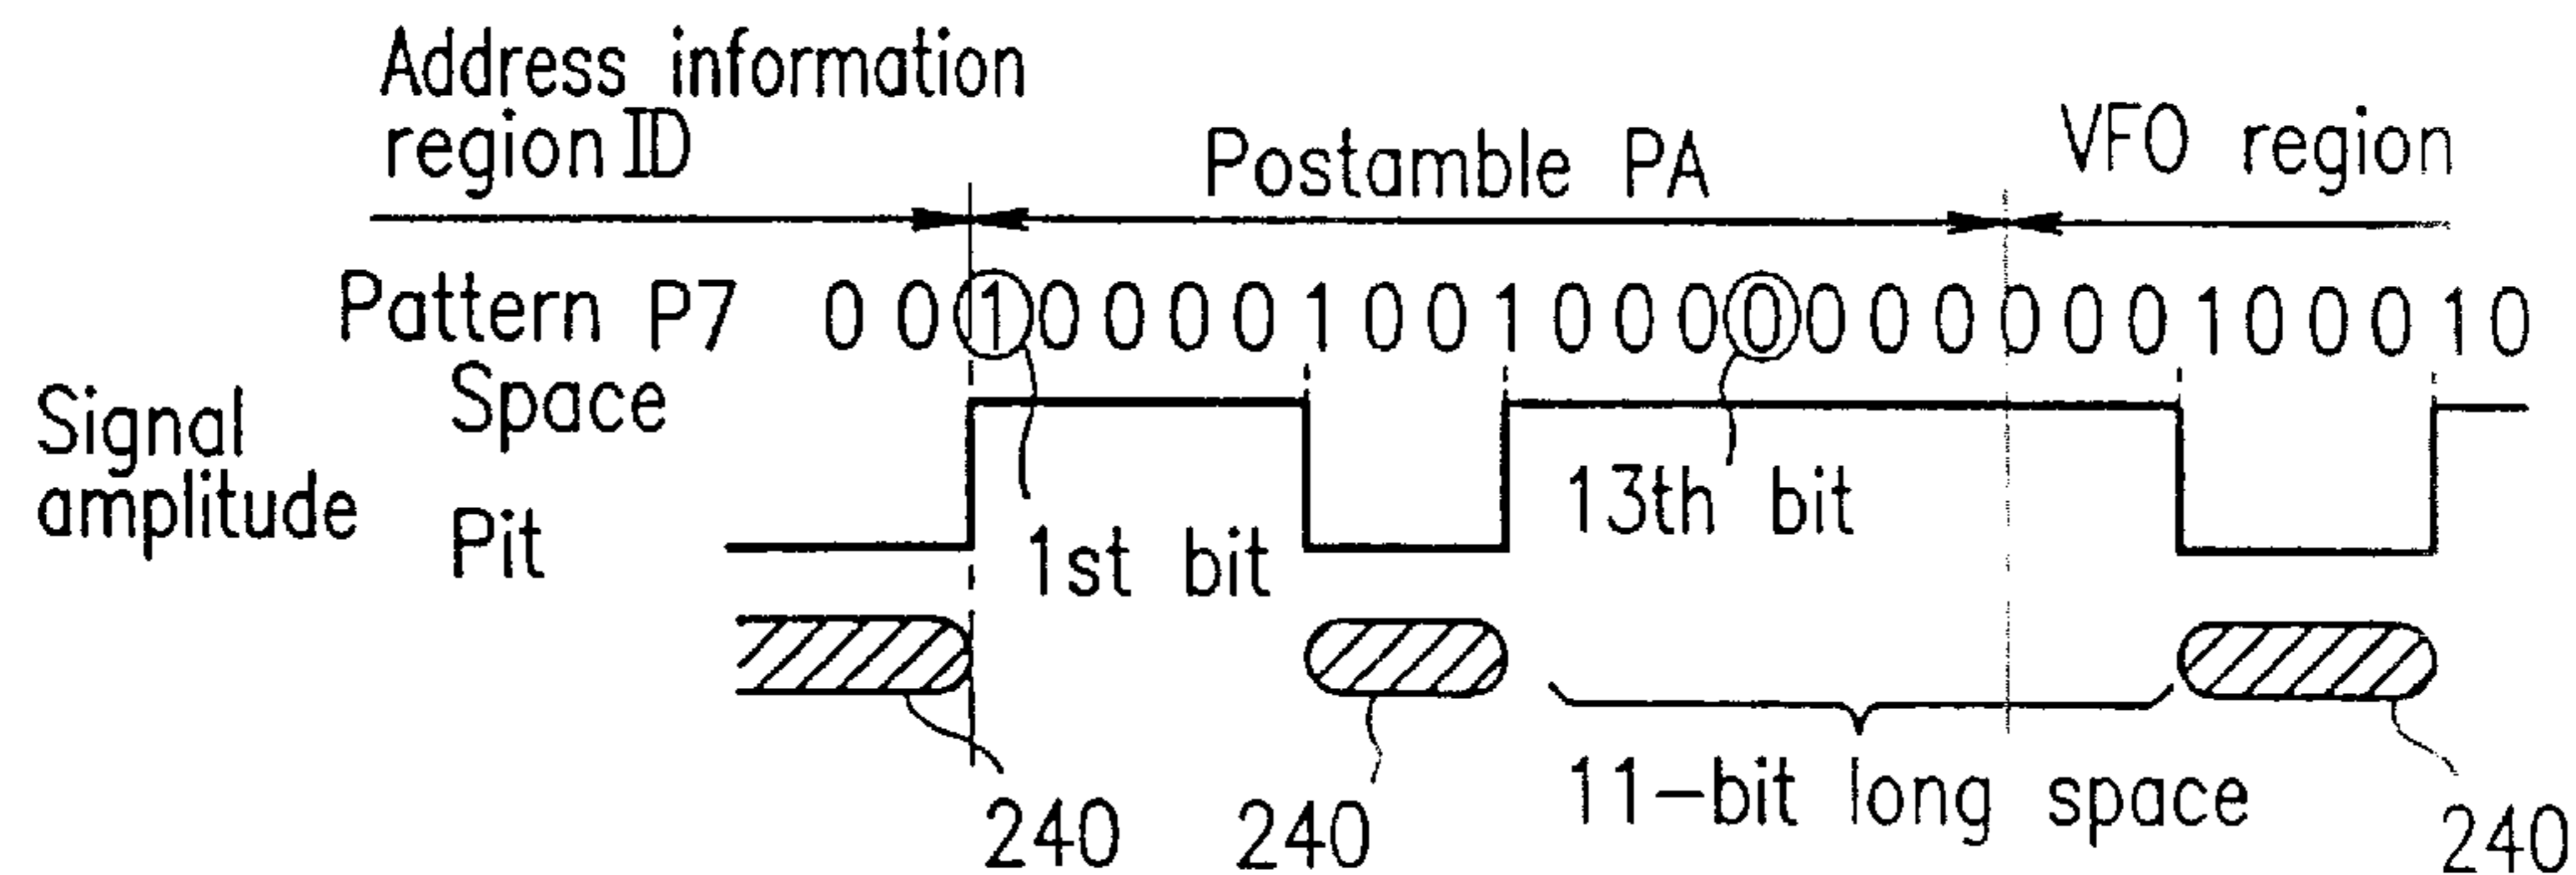 Address information
region ID
Postamble PA
VFO region
Pattern P7 0 0 1 0 0 0 0 1 0 0 1 0 0 0 0 0 0 0 0 0 0 1 0 0 0 1 0
Signal
amplitude
Space
Pit
1st bit
13th bit
11-bit long space
240
240
240